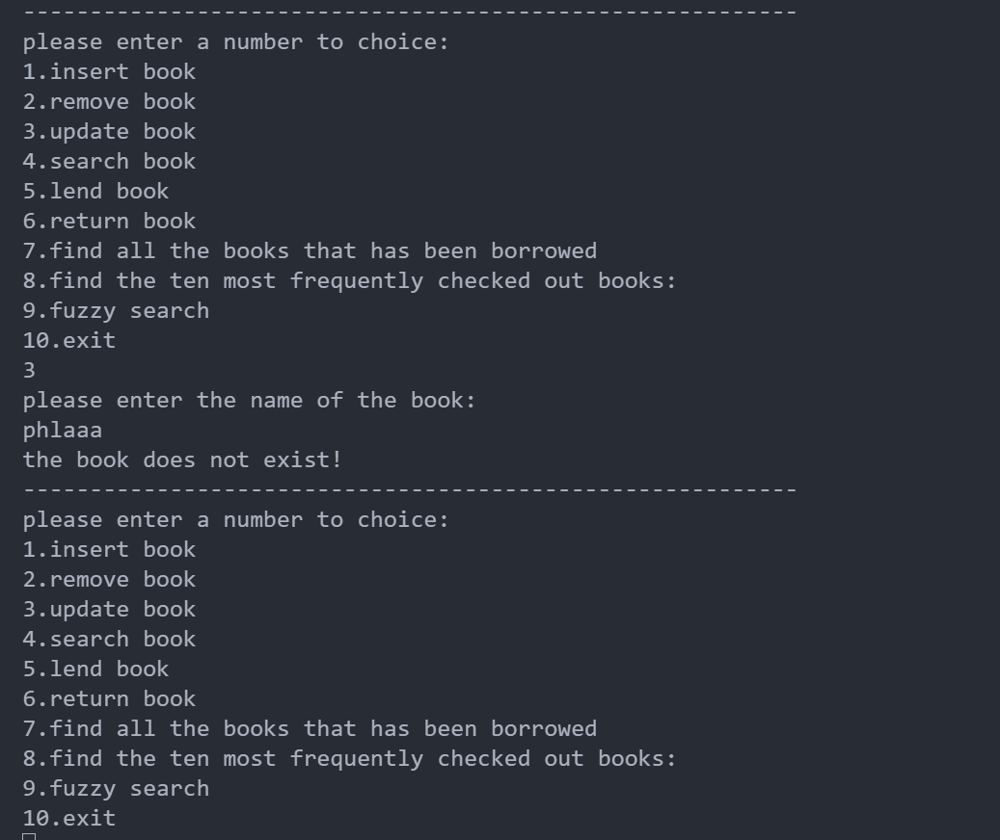 ----------------------------------------------------------
please enter a number to choice:
1.insert book
2.remove book
3.update book
4.search book
5.lend book
6.return book
7.find all the books that has been borrowed
8.find the ten most frequently checked out books:
9.fuzzy search
10.exit
3
please enter the name of the book:
phlaaa
the book does not exist!
----------------------------------------------------------
please enter a number to choice:
1.insert book
2.remove book
3.update book
4.search book
5.lend book
6.return book
7.find all the books that has been borrowed
8.find the ten most frequently checked out books:
9.fuzzy search
10.exit